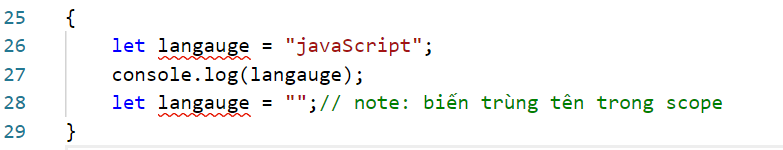 25 {
26 let langauge = "javaScript";
27 console.log(langauge);
28 let langauge = "";// note: biến trùng tên trong scope
29 }